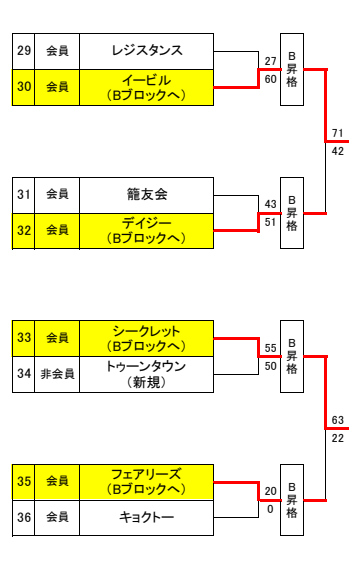 29 会員 レジスタンス
27
60
B昇格
30 会員 イービル
(Bブロックへ)
71
42
31 会員 籠友会
43
51
B昇格
32 会員 デイジー
(Bブロックへ)
33 会員 シークレット
(Bブロックへ)
55
50
B昇格
34 非会員 トゥーンタウン
(新規)
63
22
35 会員 フェアリーズ
(Bブロックへ)
20
0
B昇格
36 会員 キョクトー